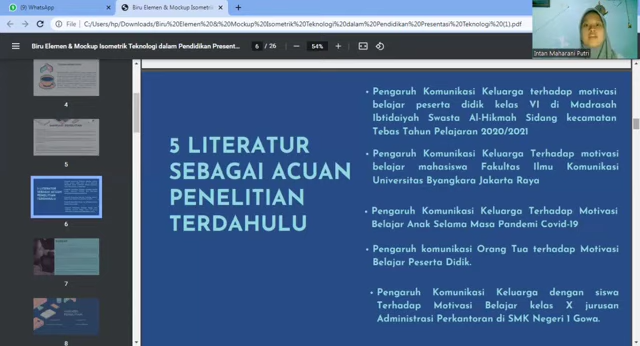 WhatsApp
Biru Elemen & Mockup Isometrik T
File
C:/Users/hp/Downloads/Biru%20Elemen%20&%20Mockup%20Isometrik%20Teknologi%20dalam%20Pendidikan%20Presentasi%20Teknologi%20(1).pdf
Biru Elemen & Mockup Isometrik Teknologi dalam Pendidikan Present...
6 / 26
54%
Intan Maharani Putri
4
5
6
7
8
5 LITERATUR
SEBAGAI ACUAN
PENELITIAN
TERDAHULU
• Pengaruh Komunikasi Keluarga terhadap motivasi
belajar peserta didik kelas VI di Madrasah
Ibtidaiyah Swasta Al-Hikmah Sidang kecamatan
Tebas Tahun Pelajaran 2020/2021
• Pengaruh Komunikasi Keluarga Terhadap motivasi
belajar mahasiswa Fakultas Ilmu Komunikasi
Universitas Byangkara Jakarta Raya
• Pengaruh Komunikasi Keluarga Terhadap Motivasi
Belajar Anak Selama Masa Pandemi Covid-19
• Pengaruh komunikasi Orang Tua terhadap Motivasi
Belajar Peserta Didik.
• Pengaruh Komunikasi Keluarga dengan siswa
Terhadap Motivasi Belajar kelas X jurusan
Administrasi Perkantoran di SMK Negeri 1 Gowa.